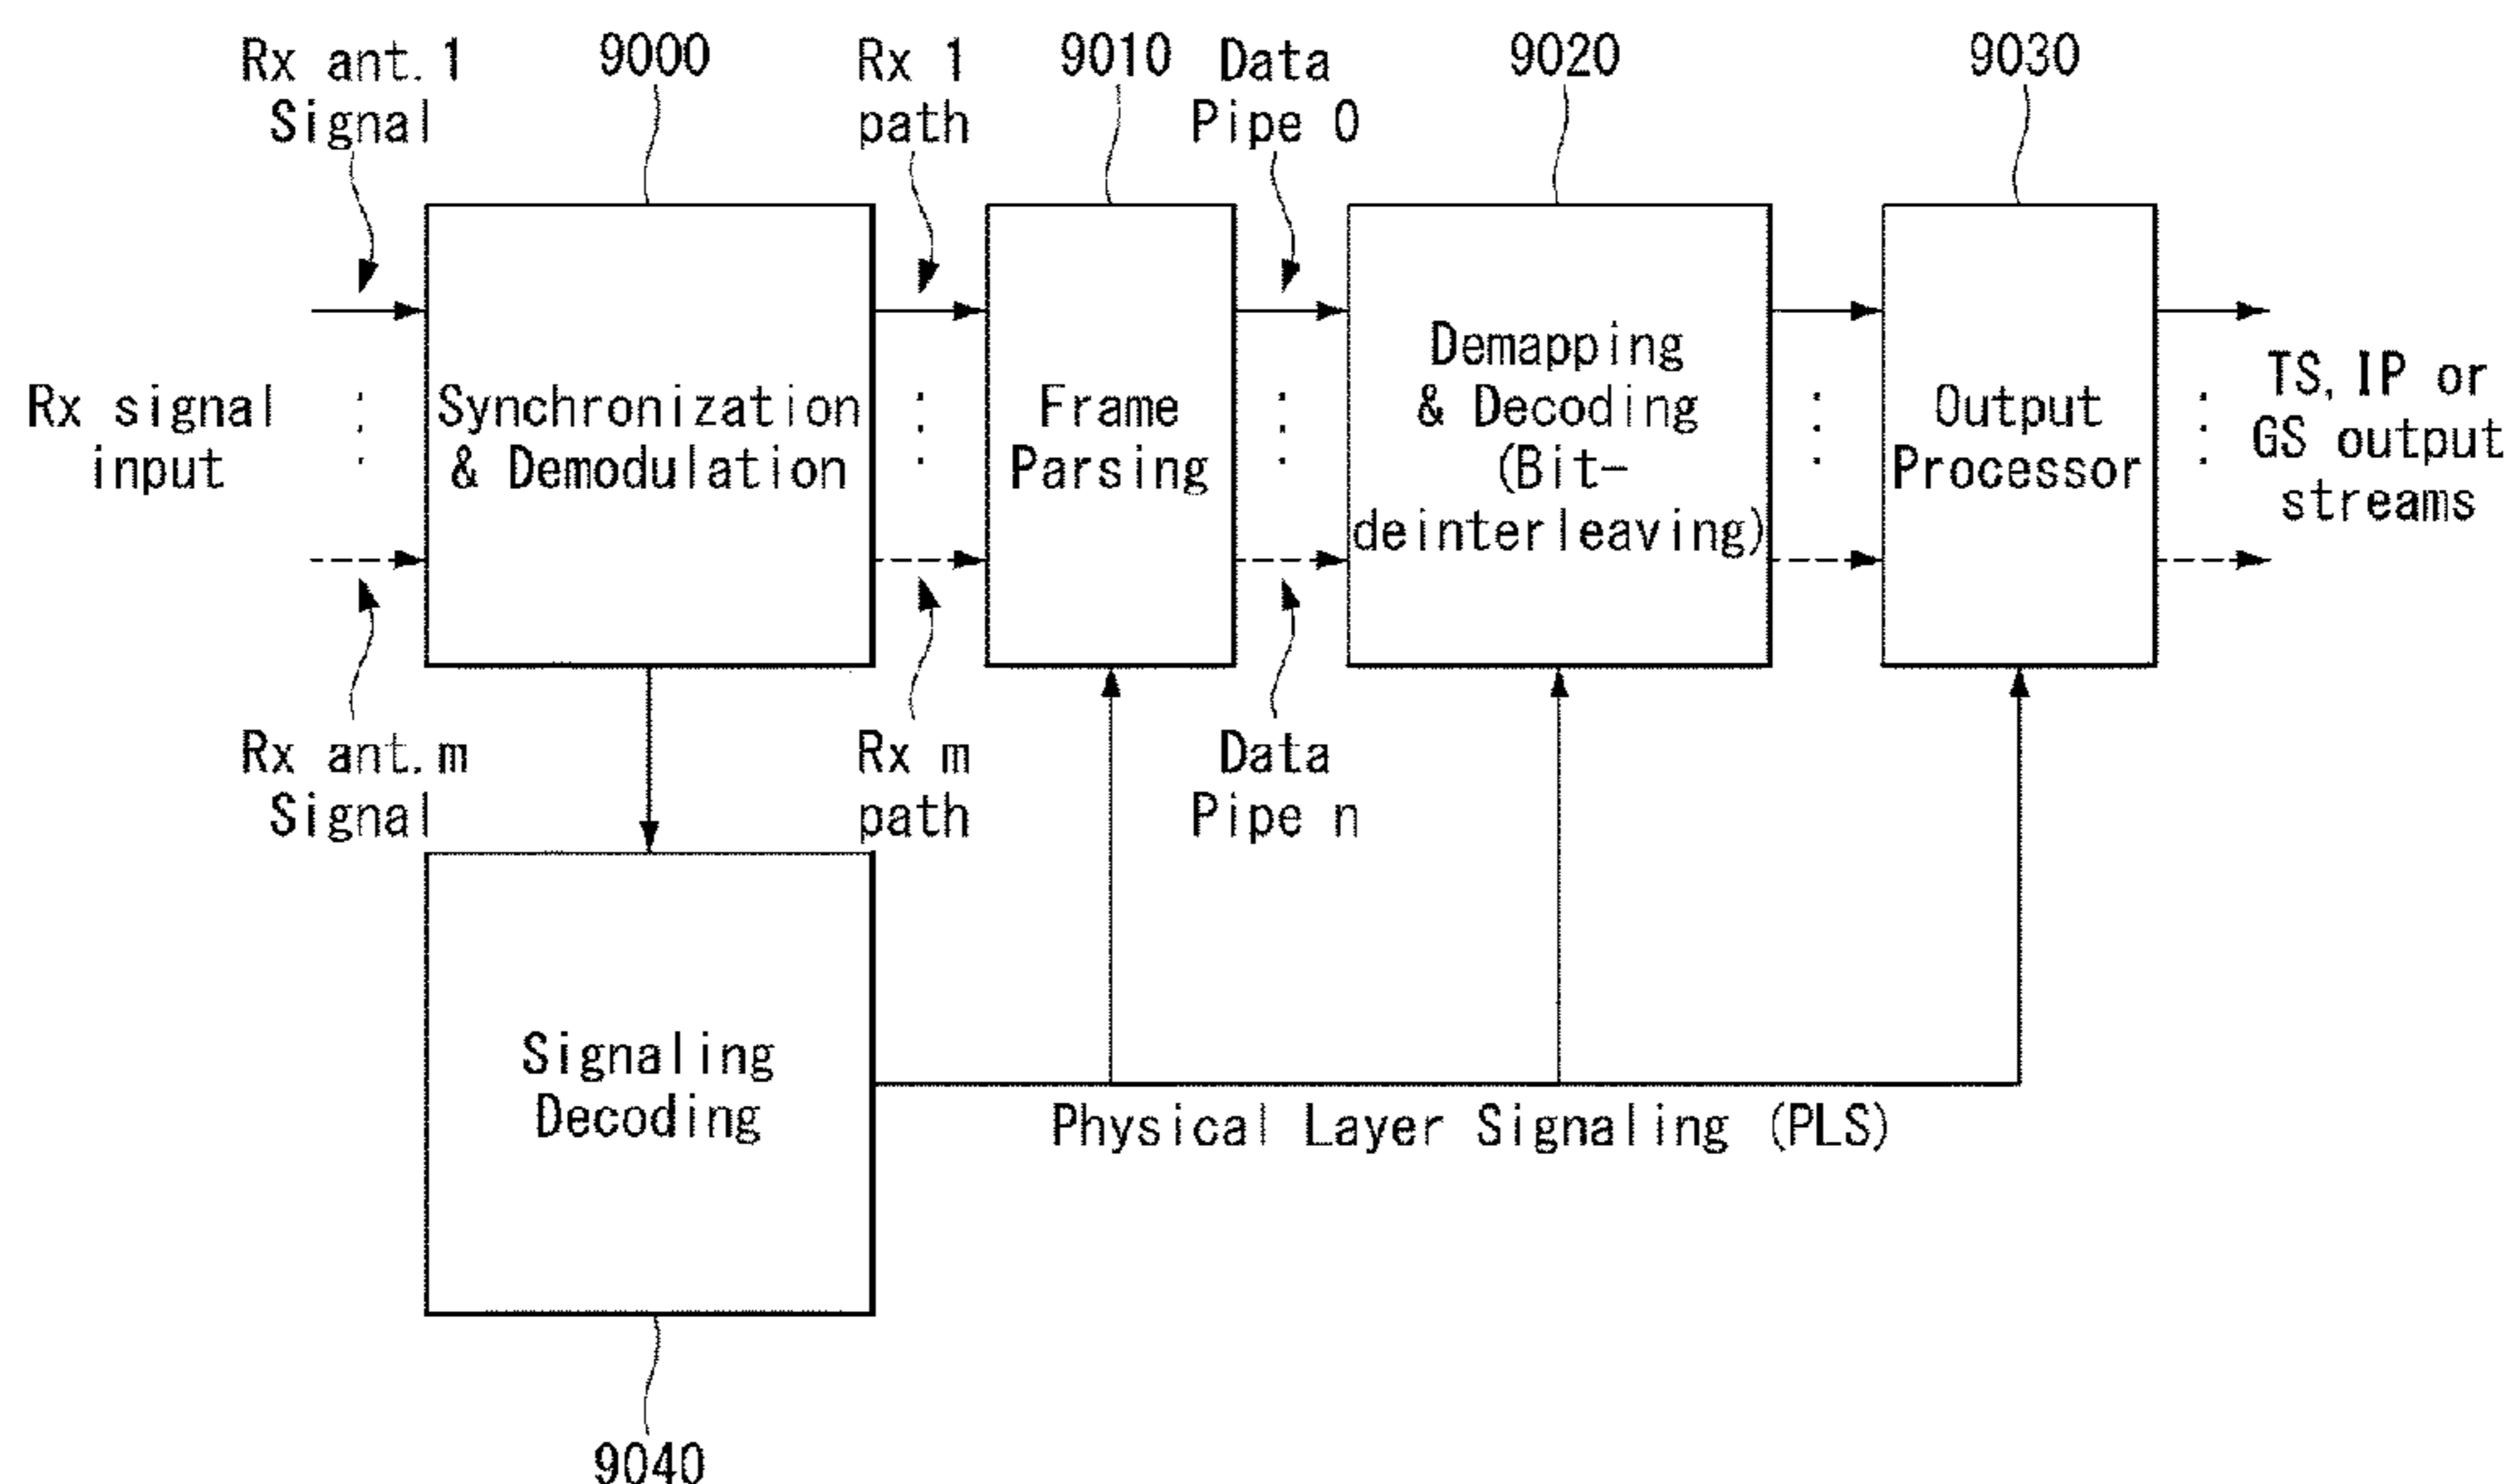 Rx ant.1
Signal
9000
Rx 1
path
9010
Data
Pipe 0
9020
9030
Rx signal
input
Synchronization
& Demodulation
Frame
Parsing
Demapping
& Decoding
(Bit-
deinterleaving)
Output
Processor
TS, IP or
GS output
streams
Rx ant.m
Signal
Rx m
path
Data
Pipe n
Signaling
Decoding
Physical Layer Signaling (PLS)
9040